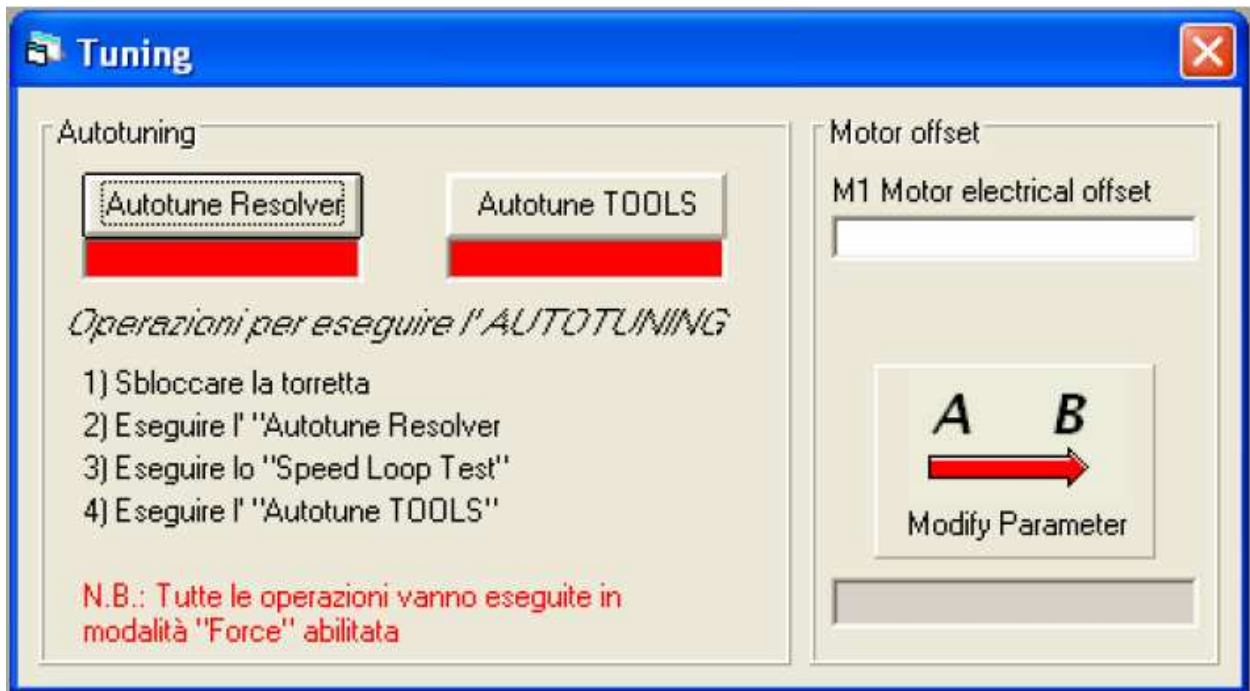 Tuning
Autotuning
Autotune Resolver
Autotune TOOLS
Operazioni per eseguire l' AUTOTUNING
1) Sbloccare la torretta
2) Eseguire l' "Autotune Resolver
3) Eseguire lo "Speed Loop Test"
4) Eseguire l' "Autotune TOOLS"
N.B.: Tutte le operazioni vanno eseguite in
modalità "Force" abilitata
Motor offset
M1 Motor electrical offset
A B
Modify Parameter